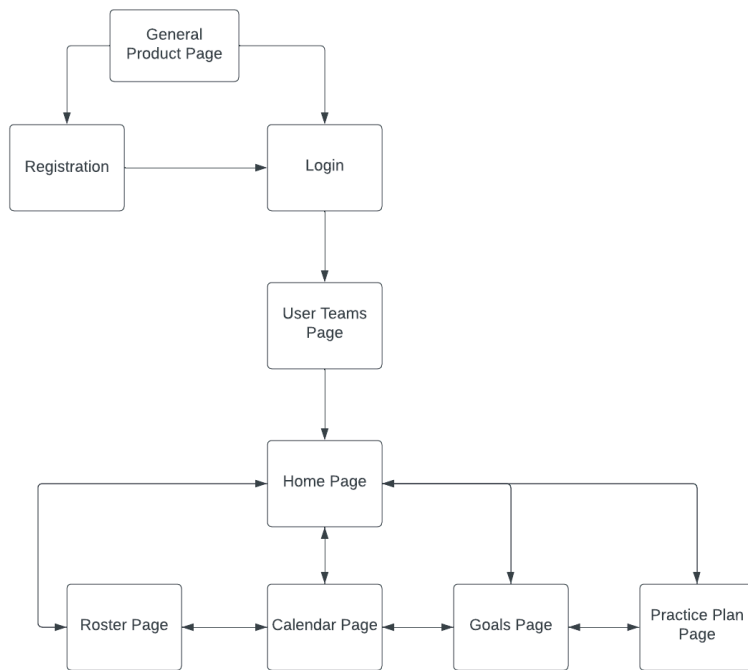 General
Product Page
Registration
Login
User Teams
Page
Home Page
Roster Page
Calendar Page
Goals Page
Practice Plan
Page